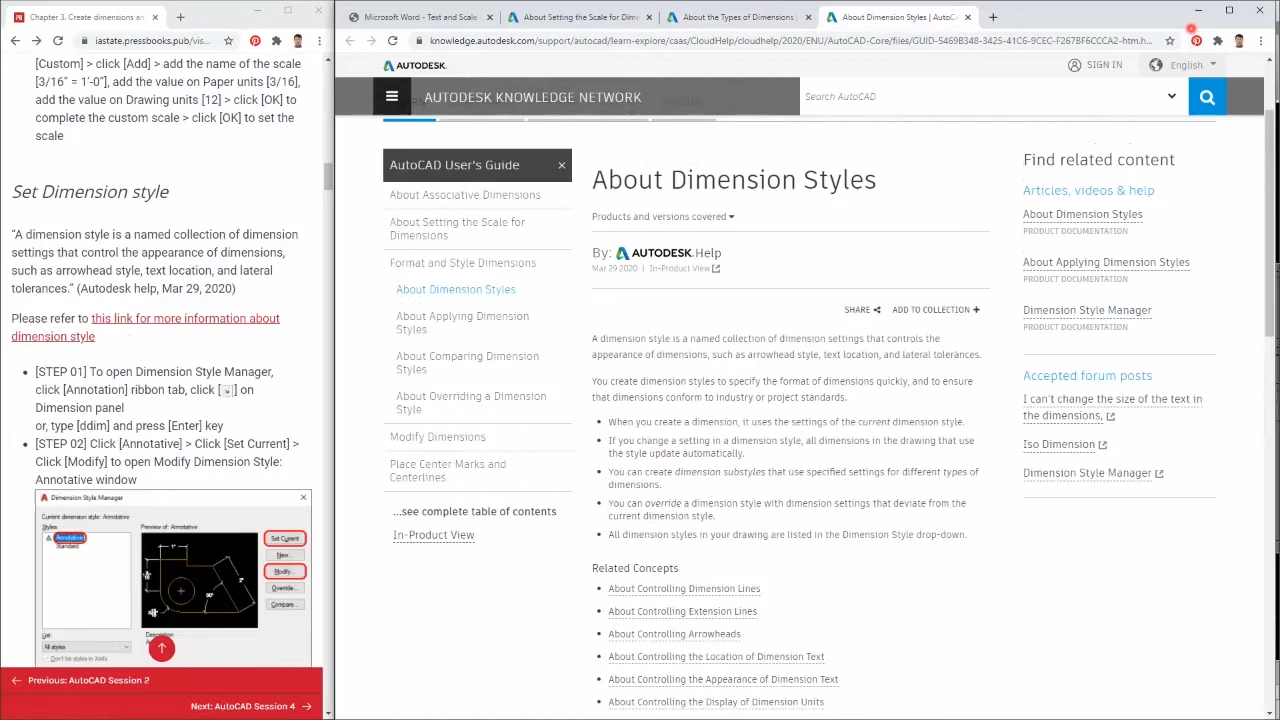 Chapter 3. Create dimensions an
iastate.pressbooks.pub/vis...
[Custom] > click [Add] > add the name of the scale
[3/16" = 1'-0"], add the value on Paper units [3/16],
add the value on Drawing units [12] > click [OK] to
complete the custom scale > click [OK] to set the
scale
Set Dimension style
“A dimension style is a named collection of dimension
settings that control the appearance of dimensions,
such as arrowhead style, text location, and lateral
tolerances.” (Autodesk help, Mar 29, 2020)
Please refer to this link for more information about
dimension style
[STEP 01] To open Dimension Style Manager,
click [Annotation] ribbon tab, click [ ] on
Dimension panel
or, type [ddim] and press [Enter] key
[STEP 02] Click [Annotative] > Click [Set Current] >
Click [Modify] to open Modify Dimension Style:
Annotative window
Dimension Style Manager
Current dimension style: Annotative
Styles:
Preview of: Annotative
Annotative
Standard
Set Current
New...
Modify...
Override...
Compare...
List:
Description
All styles
Don't list styles in Xrefs
Previous: AutoCAD Session 2
Next: AutoCAD Session 4
Microsoft Word - Text and Scale
About Setting the Scale for Dime
About the Types of Dimensions |
About Dimension Styles | AutoC
knowledge.autodesk.com/support/autocad/learn-explore/caas/CloudHelp/cloudhelp/2020/ENU/AutoCAD-Core/files/GUID-5469B348-3425-41C6-9CEC-F267BF6CCCA2-htm.h...
AUTODESK
SIGN IN
English
AUTODESK KNOWLEDGE NETWORK
Search AutoCAD
AutoCAD User's Guide
About Associative Dimensions
About Setting the Scale for
Dimensions
Format and Style Dimensions
About Dimension Styles
About Applying Dimension
Styles
About Comparing Dimension
Styles
About Overriding a Dimension
Style
Modify Dimensions
Place Center Marks and
Centerlines
...see complete table of contents
In-Product View
About Dimension Styles
Products and versions covered
By: AUTODESK. Help
Mar 29 2020 | In-Product View
SHARE
ADD TO COLLECTION
A dimension style is a named collection of dimension settings that controls the
appearance of dimensions, such as arrowhead style, text location, and lateral tolerances.
You create dimension styles to specify the format of dimensions quickly, and to ensure
that dimensions conform to industry or project standards.
When you create a dimension, it uses the settings of the current dimension style.
If you change a setting in a dimension style, all dimensions in the drawing that use
the style update automatically.
You can create dimension substyles that use specified settings for different types of
dimensions.
You can override a dimension style with dimension settings that deviate from the
current dimension style.
All dimension styles in your drawing are listed in the Dimension Style drop-down.
Related Concepts
About Controlling Dimension Lines
About Controlling Extension Lines
About Controlling Arrowheads
About Controlling the Location of Dimension Text
About Controlling the Appearance of Dimension Text
About Controlling the Display of Dimension Units
Find related content
Articles, videos & help
About Dimension Styles
PRODUCT DOCUMENTATION
About Applying Dimension Styles
PRODUCT DOCUMENTATION
Dimension Style Manager
PRODUCT DOCUMENTATION
Accepted forum posts
I can't change the size of the text in
the dimensions,
Iso Dimension
Dimension Style Manager